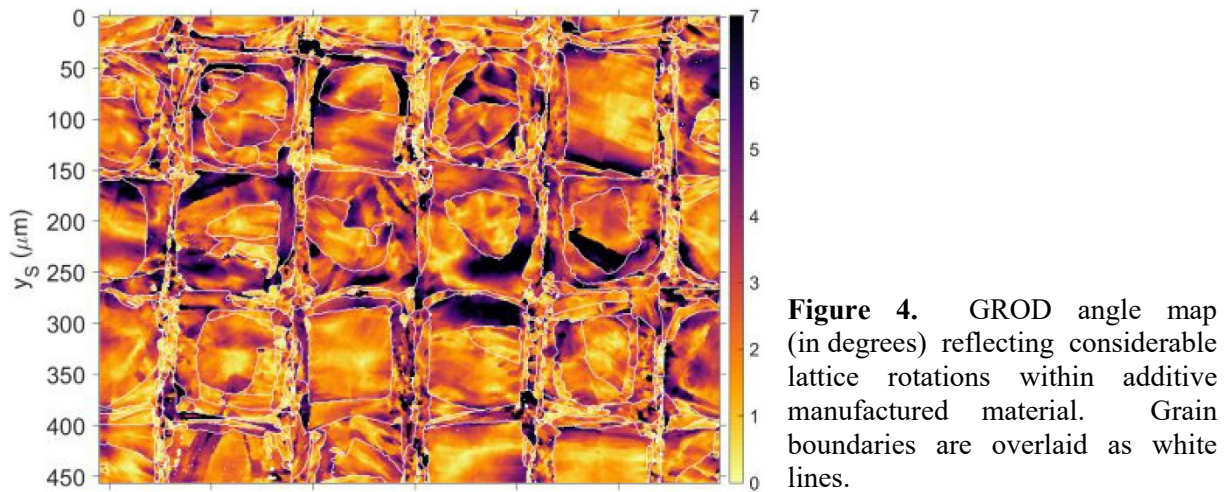 0
50
100
150
200
250
300
350
400
450
y_S (μm)
7
6
5
4
3
2
1
0
Figure 4. GROD angle map
(in degrees) reflecting considerable
lattice rotations within additive
manufactured material. Grain
boundaries are overlaid as white
lines.